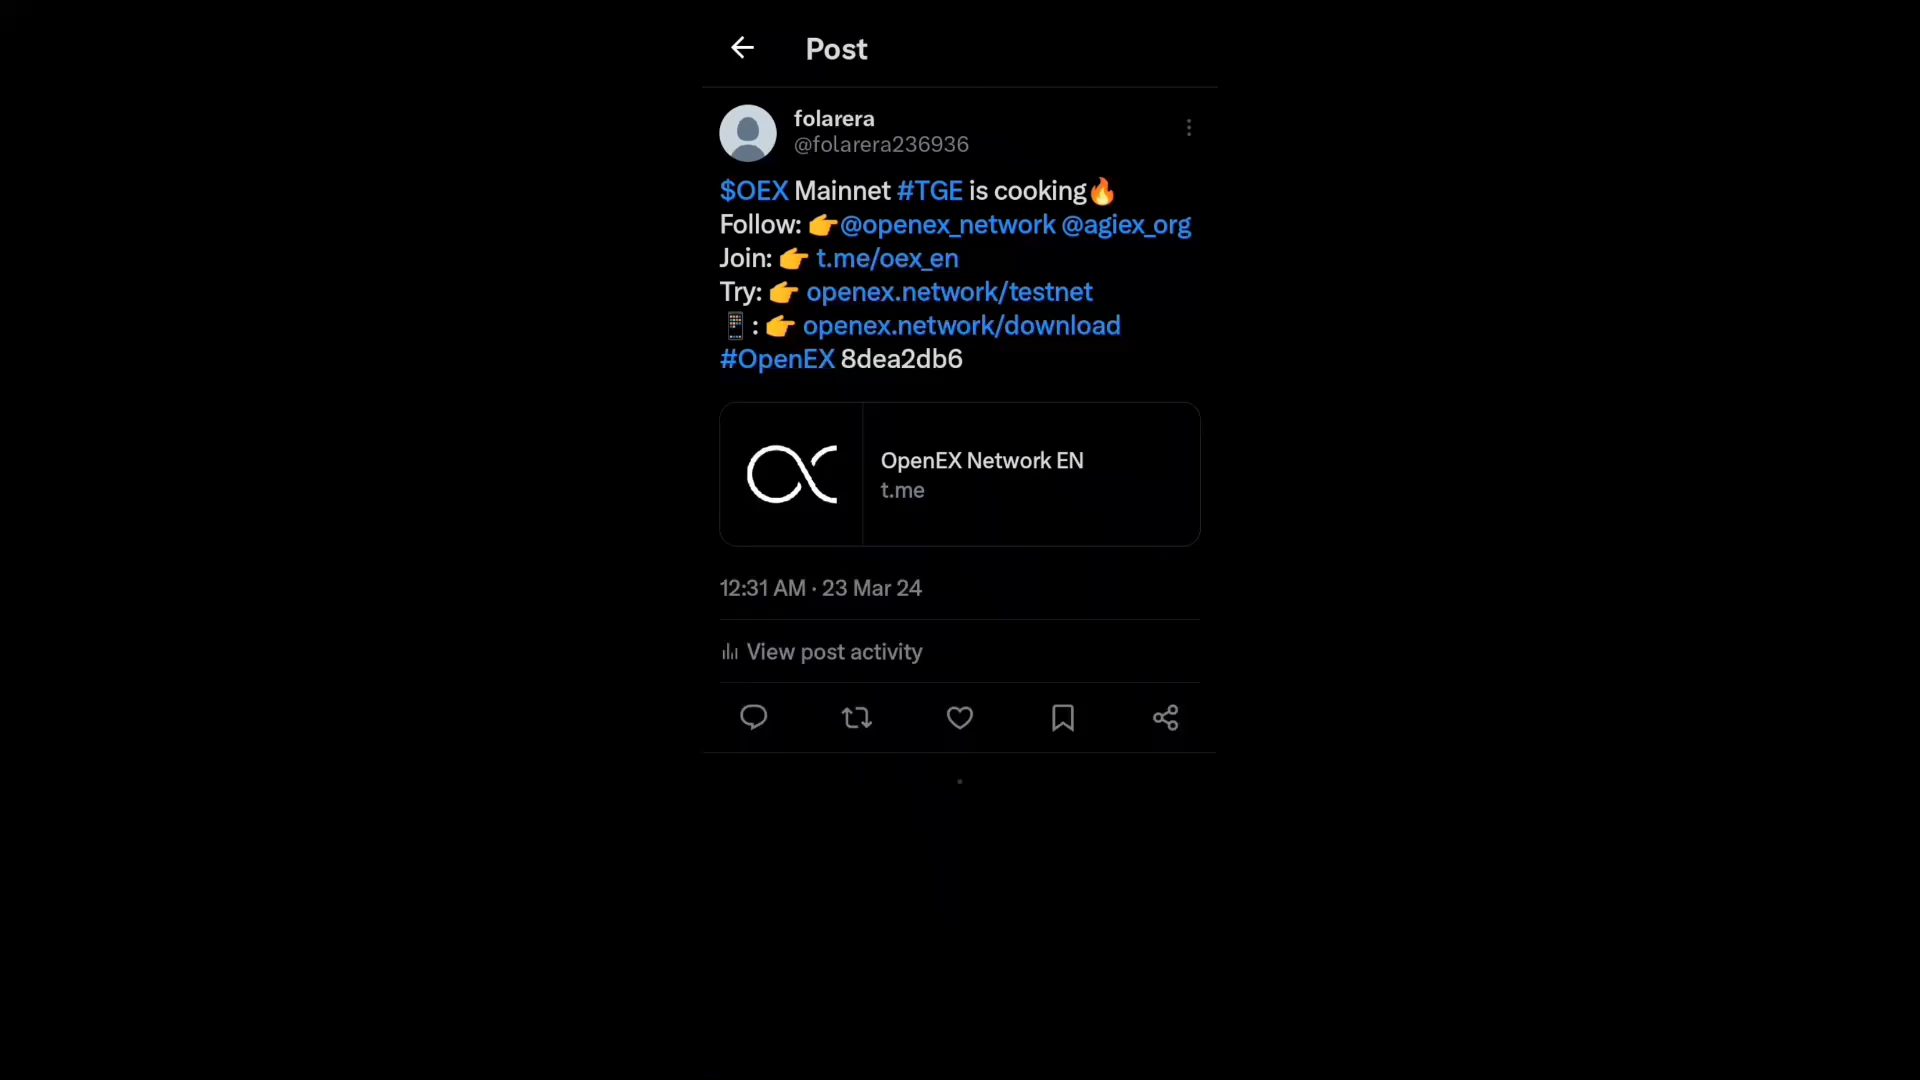 Post
folarera
@folarera236936
$OEX Mainnet #TGE is cooking🔥
Follow: 👉@openex_network @agiex_org
Join: 👉 t.me/oex_en
Try: 👉 openex.network/testnet
📱: 👉 openex.network/download
#OpenEX 8dea2db6
OpenEX Network EN
t.me
12:31 AM · 23 Mar 24
View post activity